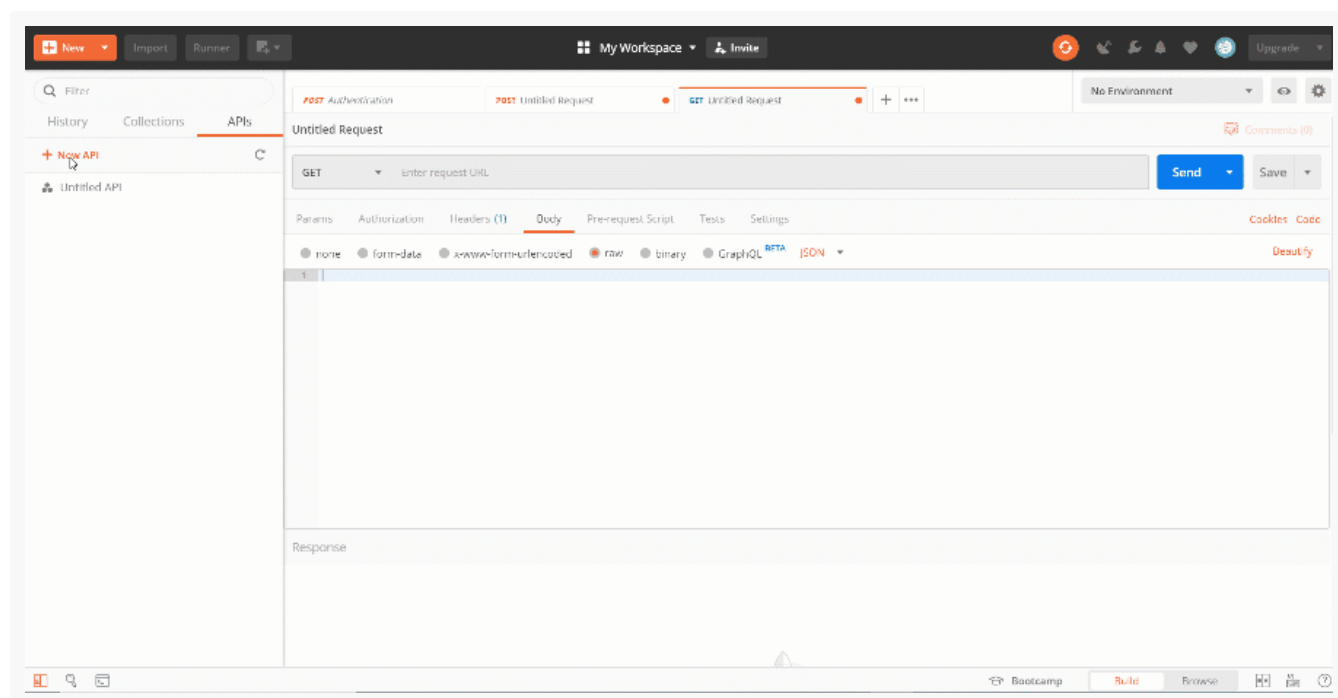 New Import Runner My Workspace Invite Upgrade
Filter
History Collections APIs
+ New API
Untitled API
POST Authentication POST Untitled Request GET Untitled Request + ••• No Environment
Untitled Request Comments (0)
GET Enter request URL Send Save
Params Authorization Headers (1) Body Pre-request Script Tests Settings Cookies Code
none form-data x-www-form-urlencoded raw binary GraphQL BETA JSON Beautify
1
Response
Bootcamp Build Browse ?